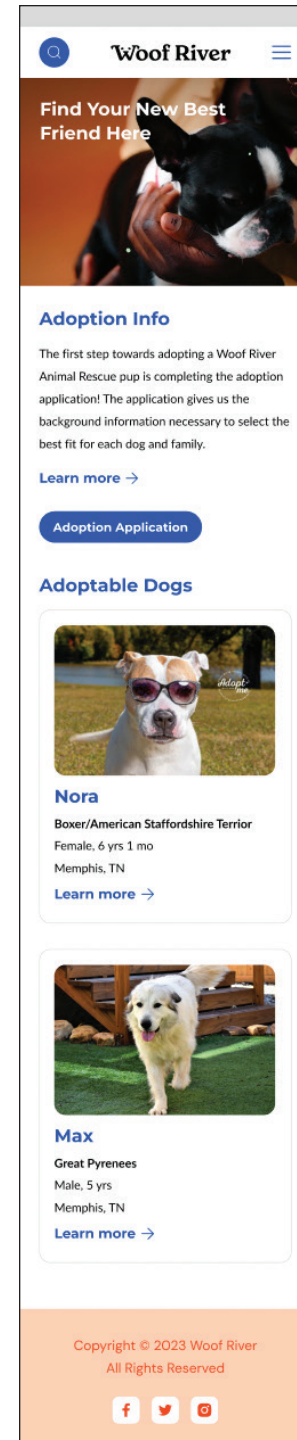 Woof River
Find Your New Best
Friend Here
Adoption Info
The first step towards adopting a Woof River
Animal Rescue pup is completing the adoption
application! The application gives us the
background information necessary to select the
best fit for each dog and family.
Learn more →
Adoption Application
Adoptable Dogs
Adopt
me
Nora
Boxer/American Staffordshire Terrior
Female, 6 yrs 1 mo
Memphis, TN
Learn more →
Max
Great Pyrenees
Male, 5 yrs
Memphis, TN
Learn more →
Copyright © 2023 Woof River
All Rights Reserved